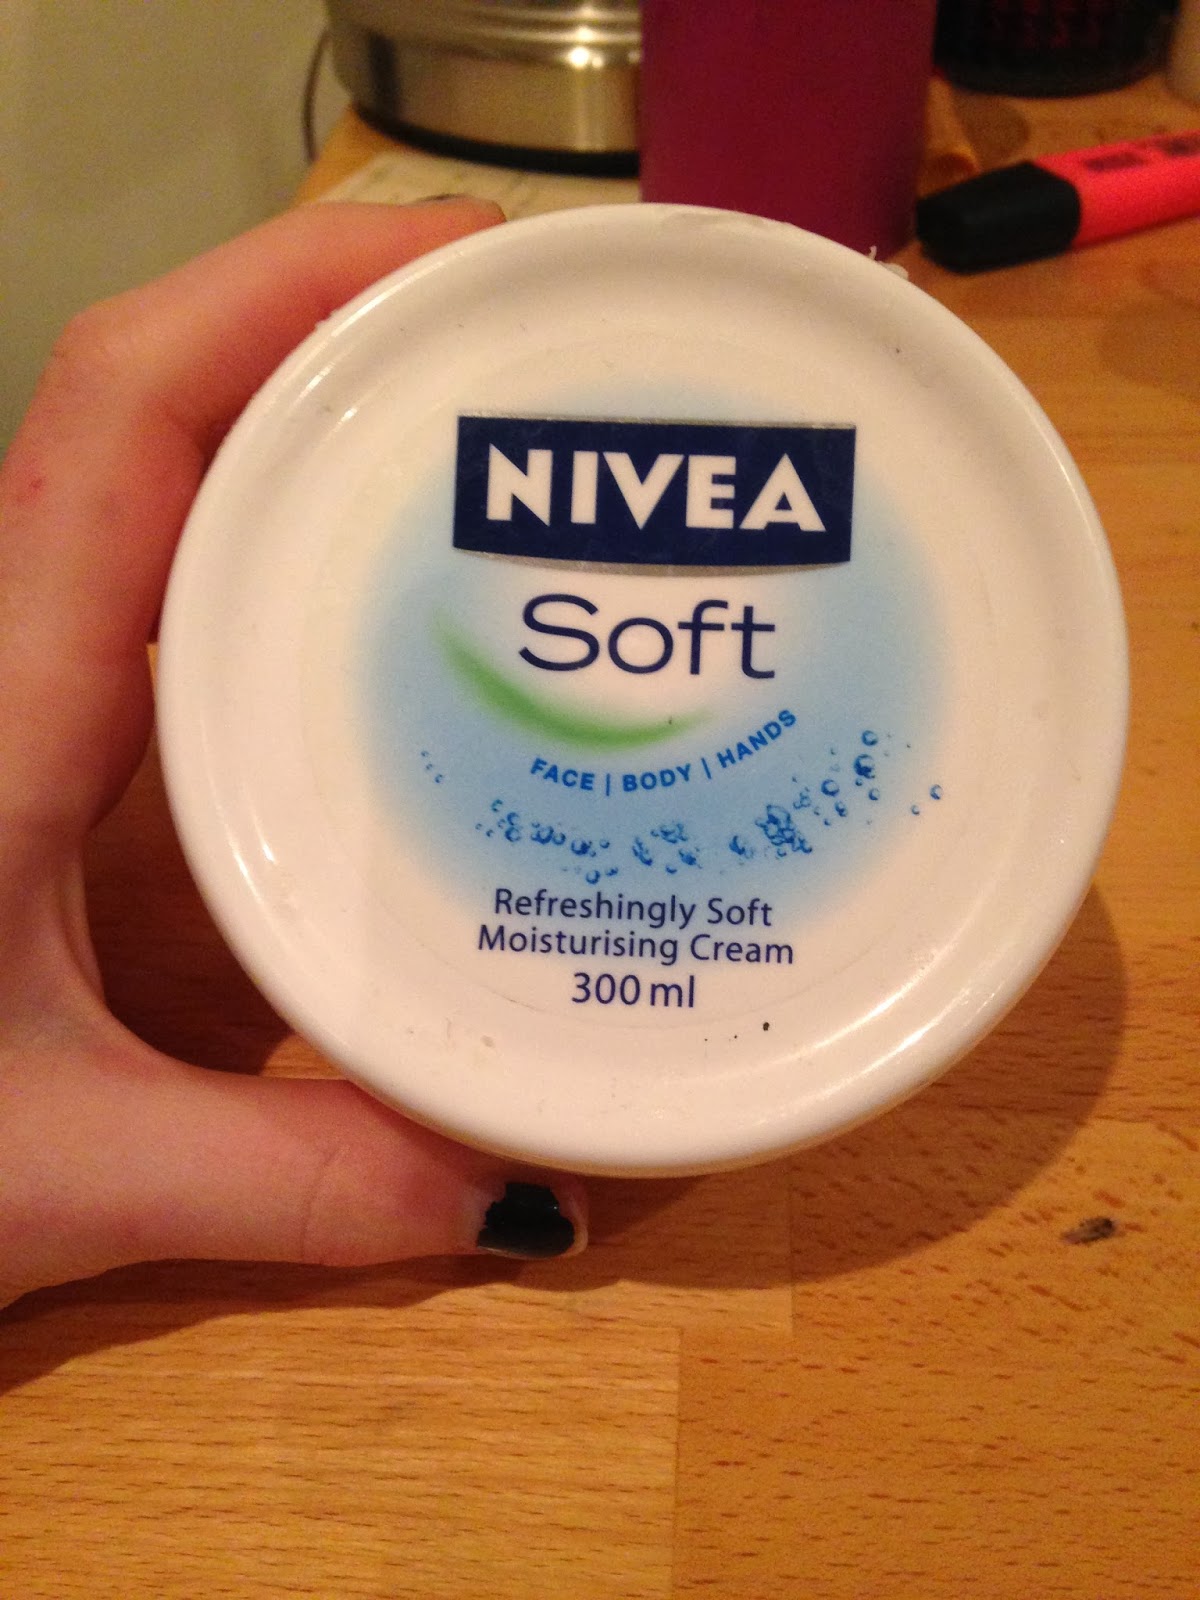 NIVEA
Soft
FACE | BODY | HANDS
Refreshingly Soft
Moisturising Cream
300 ml